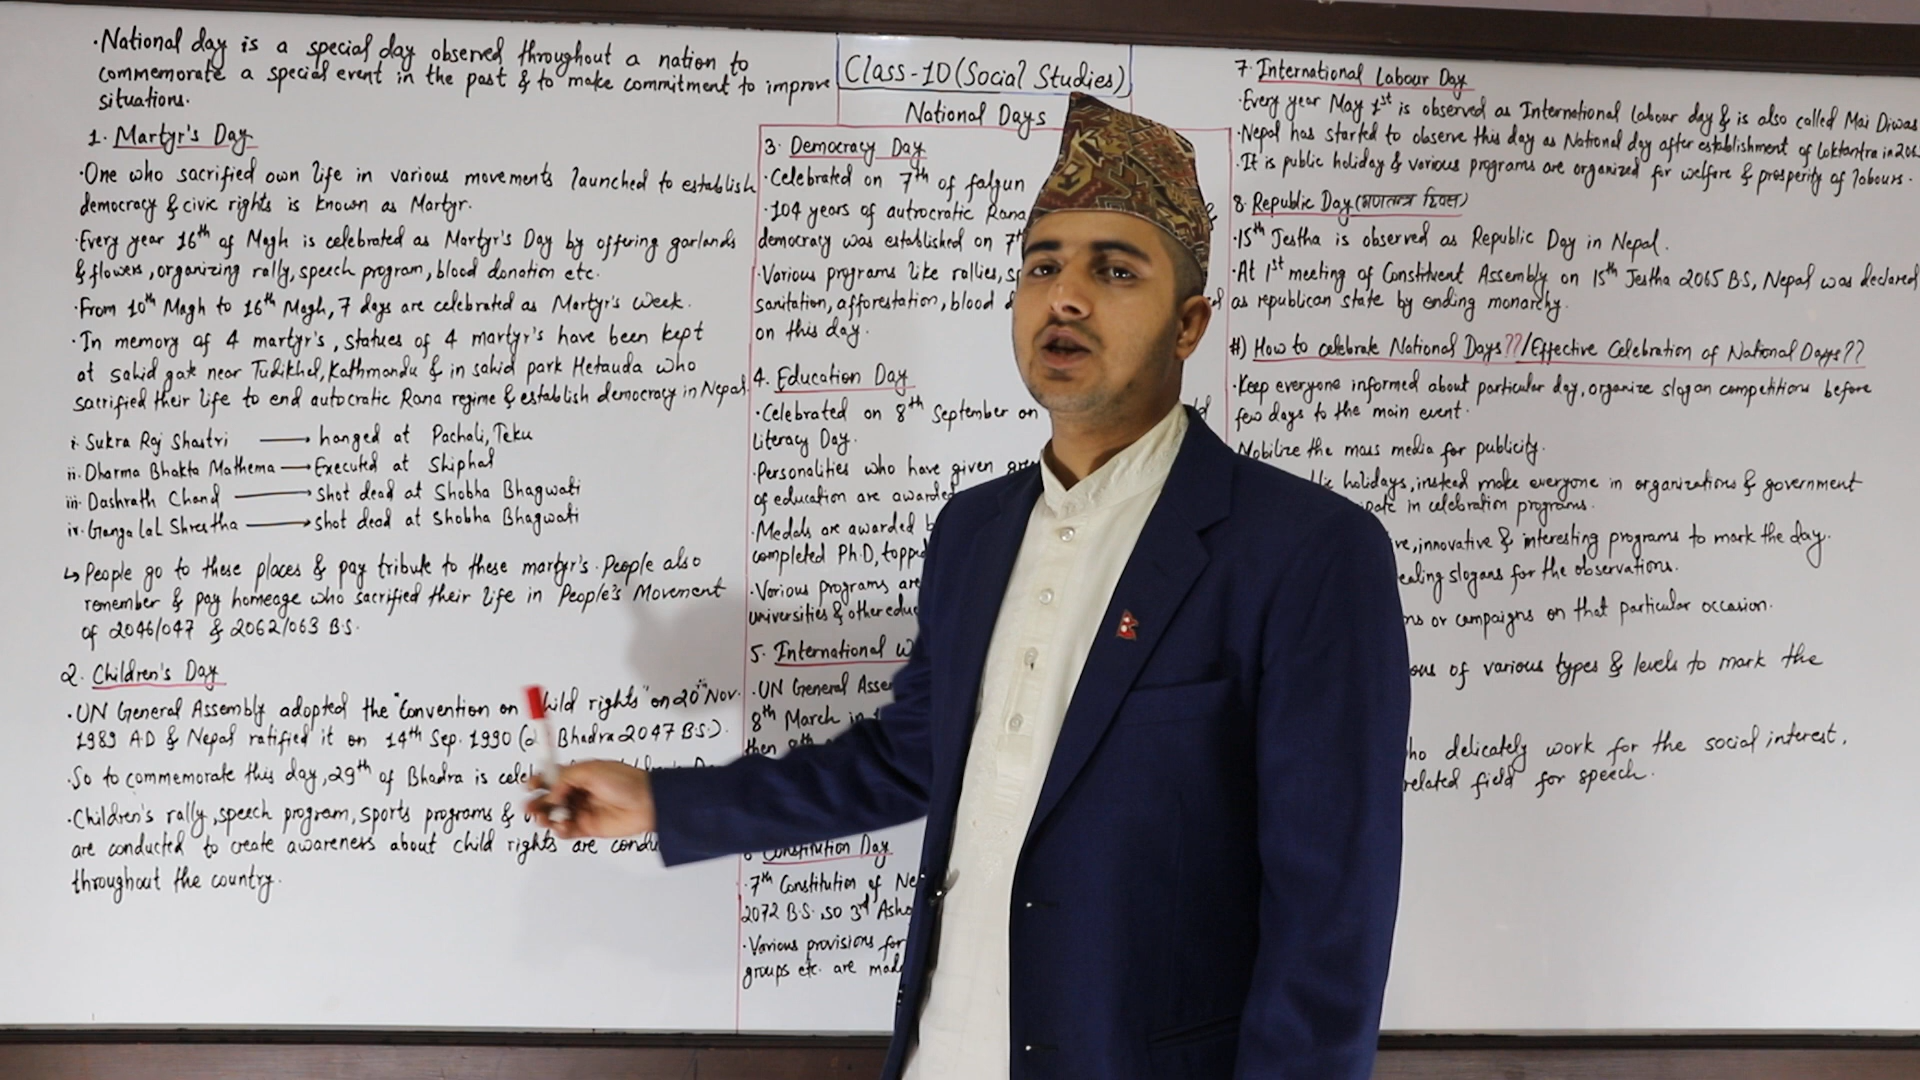 ·National day is a special day observed throughout a nation to
commemorate a special event in the past & to make commitment to improve
situations.
1. Martyr's Day
·One who sacrificed own life in various movements launched to establish
democracy & civic rights is known as Martyr.
·Every year 16th of Magh is celebrated as Martyr's Day by offering garlands
& flowers, organizing rally, speech program, blood donation etc.
·From 10th Magh to 16th Magh, 7 days are celebrated as Martyr's Week.
·In memory of 4 martyr's, statues of 4 martyr's have been kept
at sahid gate near Tudikhel, Kathmandu & in sahid park Hetauda who
sacrified their life to end autocratic Rana regime & establish democracy in Nepal.
i. Sukra Raj Shastri → hanged at Pachali, Teku
ii. Dharma Bhakta Mathema → Executed at Shiphal
iii. Dashrath Chand → shot dead at Shobha Bhagwati
iv. Ganga Lal Shrestha → shot dead at Shobha Bhagwati
↳ People go to these places & pay tribute to these martyr's. People also
remember & pay homeage who sacrified their life in People's Movement
of 2046/047 & 2062/063 B.S.
2. Children's Day
·UN General Assembly adopted the "Convention on child rights" on 20th Nov.
1989 A.D & Nepal ratified it on 14th Sep. 1990 ( Bhadra 2047 B.S.).
·So to commemorate this day, 29th of Bhadra is
·Children's rally, speech program, sports programs &
are conducted to create awareness about child rights are
throughout the country.
Class-10 (Social Studies)
National Days
3. Democracy Day
·Celebrated on 7th of falgun
·104 years of autrocratic Rana &
democracy was established on 7th
·Various programs like rallies,
sanitation, afforestation, blood
on this day.
4. Education Day
·Celebrated on 8th September on
Literacy Day.
·Personalities who have given
of education are awarded
·Medals are awarded
completed Ph.D, topped
·Various programs are
universities & other
5. International
·UN General
8th March in
then
6. Constitution Day
·7th Constitution of
2072 B.S. so 3rd
·Various provisions for
groups etc. are
7. International Labour Day
·Every year May 1st is observed as International labour day & is also called Mai Diwas
·Nepal has started to observe this day as National day after establishment of loktantra in
·It is public holiday & various programs are organized for welfare & prosperity of labours.
8. Republic Day (गणतन्त्र दिवस)
·15th Jestha is observed as Republic Day in Nepal.
·At 1st meeting of Constituent Assembly on 15th Jestha 2065 B.S, Nepal was declared
as republican state by ending monarchy.
#) How to celebrate National Days??/Effective Celebration of National Days??
·Keep everyone informed about particular day, organize slogan competitions before
few days to the main event.
Mobilize the mass media for publicity.
holidays, instead make everyone in organizations & government
in celebration programs.
innovative & interesting programs to mark the day.
slogans for the observations.
or campaigns on that particular occasion.
of various types & levels to mark the
delicately work for the social interest,
related field for speech.